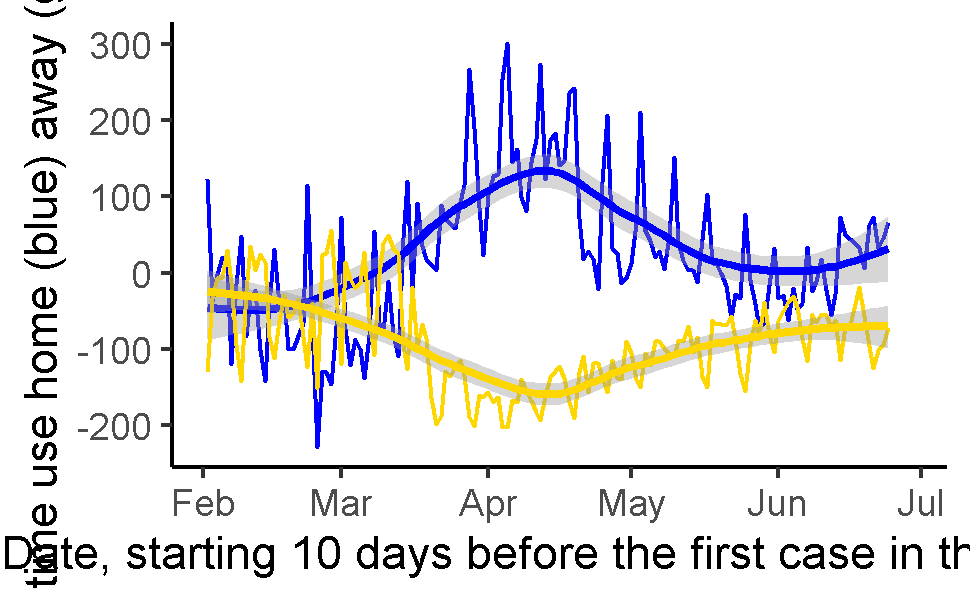 time use home (blue) away (
300
200
100
0
-100
-200
Feb Mar Apr May Jun Jul
Date, starting 10 days before the first case in th